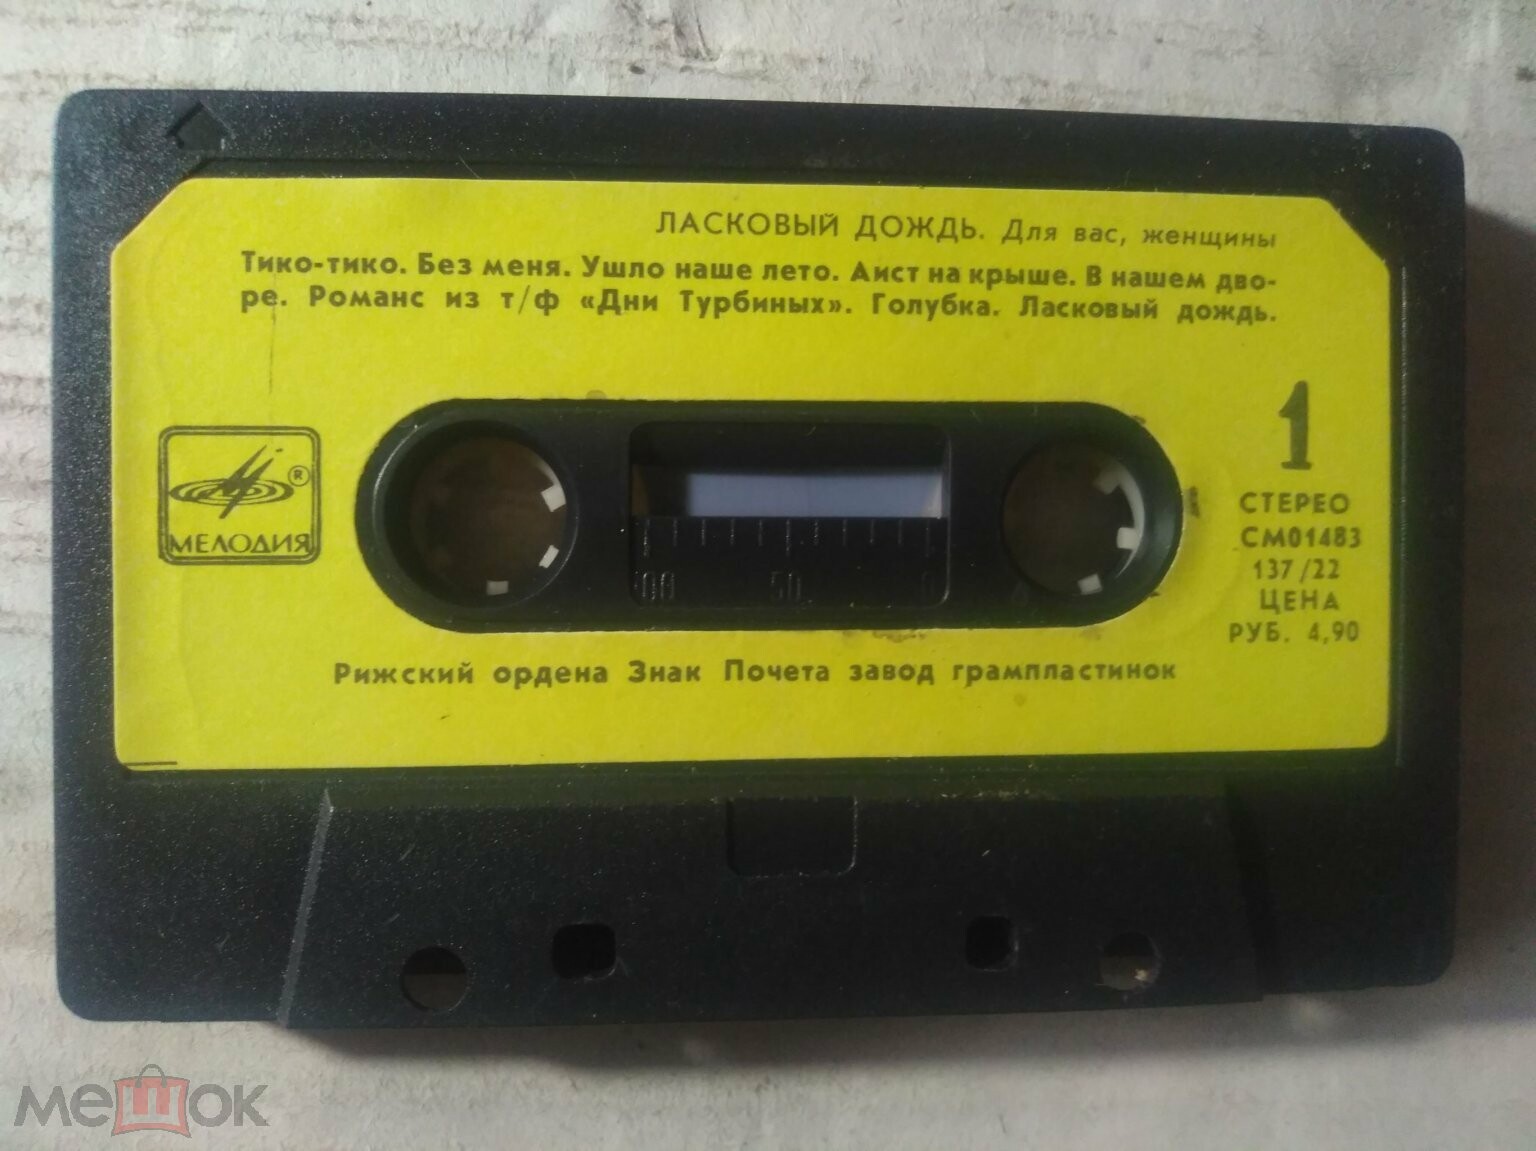 ЛАСКОВЫЙ ДОЖДЬ. Для вас, женщины
Тико-тико. Без меня. Ушло наше лето. Аист на крыше. В нашем дво-
ре. Романс из т/ф «Дни Турбиных». Голубка. Ласковый дождь.
1
®
МЕЛОДИЯ
СТЕРЕО
СМ01483
137/22
ЦЕНА
РУБ. 4,90
100 50 0
Рижский ордена Знак Почета завод грампластинок
мешок